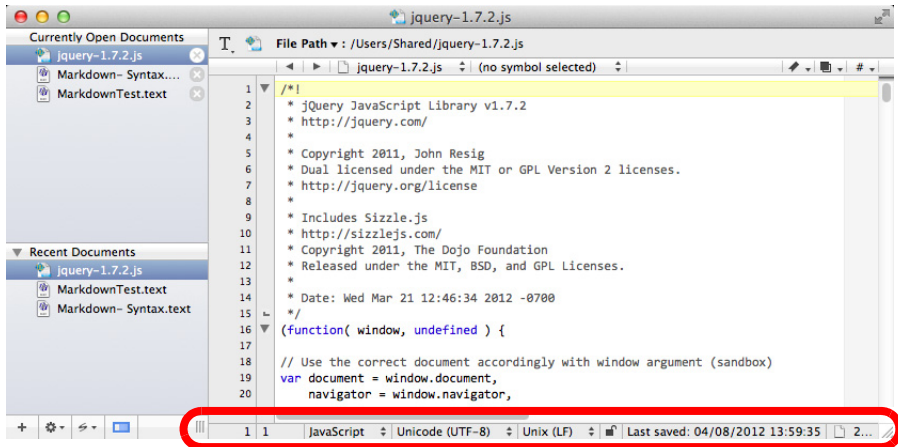 jquery-1.7.2.js
Currently Open Documents
jquery-1.7.2.js
Markdown- Syntax....
MarkdownTest.text
Recent Documents
jquery-1.7.2.js
MarkdownTest.text
Markdown- Syntax.text
T. File Path ▾ : /Users/Shared/jquery-1.7.2.js
jquery-1.7.2.js (no symbol selected) #
1 /*!
2 * jQuery JavaScript Library v1.7.2
3 * http://jquery.com/
4 *
5 * Copyright 2011, John Resig
6 * Dual licensed under the MIT or GPL Version 2 licenses.
7 * http://jquery.org/license
8 *
9 * Includes Sizzle.js
10 * http://sizzlejs.com/
11 * Copyright 2011, The Dojo Foundation
12 * Released under the MIT, BSD, and GPL Licenses.
13 *
14 * Date: Wed Mar 21 12:46:34 2012 -0700
15 */
16 (function( window, undefined ) {
17
18 // Use the correct document accordingly with window argument (sandbox)
19 var document = window.document,
20 navigator = window.navigator,
1 1 JavaScript Unicode (UTF-8) Unix (LF) Last saved: 04/08/2012 13:59:35 2...